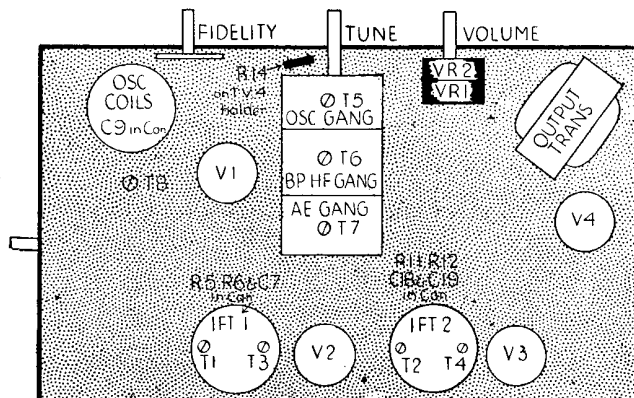 FIDELITY
TUNE
VOLUME
OSC
COILS
C9 in Can
R14
on TV4
holder
VR2
VR1
OUTPUT
TRANS
T5
OSC GANG
T6
BP HF GANG
AE GANG
T7
T8
V1
V4
R5, R6 & C7
in Can
R11, R12
C18 & C19
in Can
IFT 1
T1 T3
V2
IFT 2
T2 T4
V3